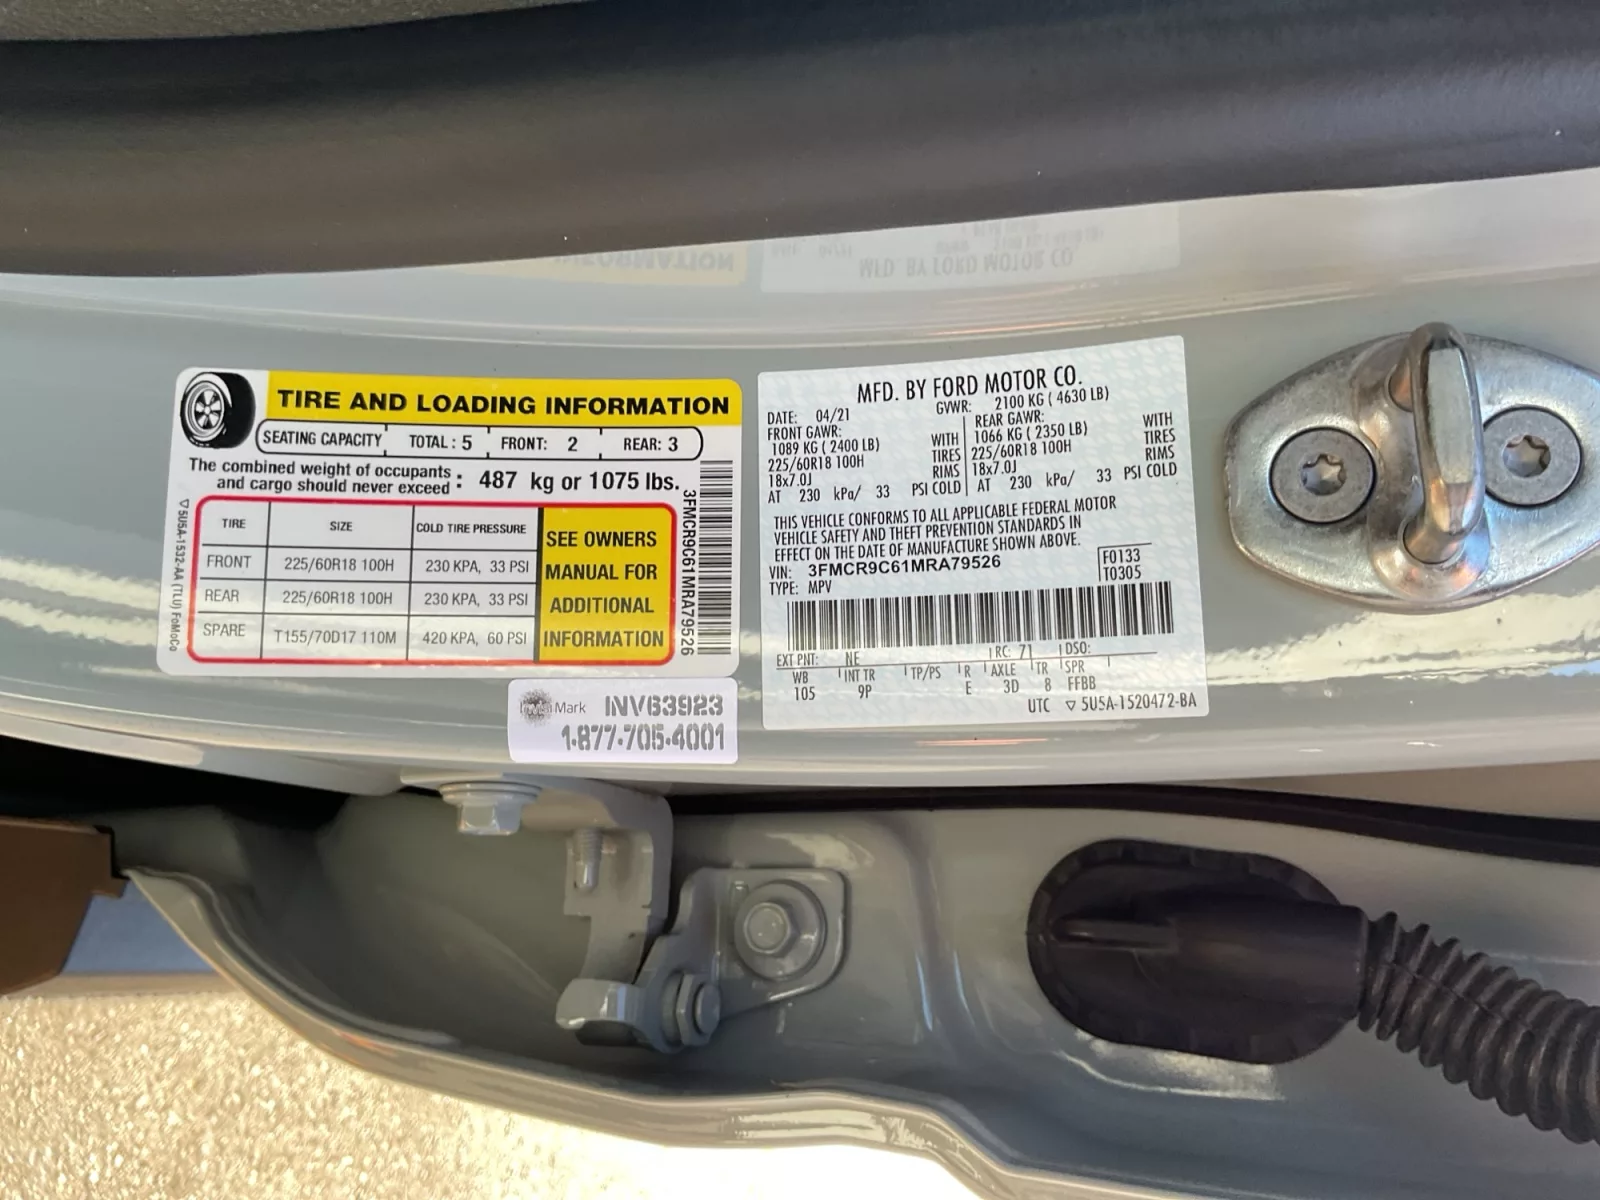 TIRE AND LOADING INFORMATION
SEATING CAPACITY TOTAL : 5 FRONT: 2 REAR: 3
The combined weight of occupants
and cargo should never exceed : 487 kg or 1075 lbs.
TIRE SIZE COLD TIRE PRESSURE
FRONT 225/60R18 100H 230 KPA, 33 PSI
REAR 225/60R18 100H 230 KPA, 33 PSI
SPARE T155/70D17 110M 420 KPA, 60 PSI
SEE OWNERS
MANUAL FOR
ADDITIONAL
INFORMATION
3FMCR9C61MRA79526
▽5U5A-1532-AA (TLU) FoMoCo
Mark INV63923
1-877-705-4001
MFD. BY FORD MOTOR CO.
DATE: 04/21 GVWR: 2100 KG ( 4630 LB)
FRONT GAWR: REAR GAWR:
1089 KG ( 2400 LB) WITH 1066 KG ( 2350 LB) WITH
225/60R18 100H TIRES 225/60R18 100H TIRES
18x7.0J RIMS 18x7.0J RIMS
AT 230 kPa/ 33 PSI COLD AT 230 kPa/ 33 PSI COLD
THIS VEHICLE CONFORMS TO ALL APPLICABLE FEDERAL MOTOR
VEHICLE SAFETY AND THEFT PREVENTION STANDARDS IN
EFFECT ON THE DATE OF MANUFACTURE SHOWN ABOVE.
VIN: 3FMCR9C61MRA79526 F0133
TYPE: MPV T0305
EXT PNT: NE RC: 71 DSO:
WB INT TR TP/PS R AXLE TR SPR
105 9P E 3D 8 FFBB
UTC ▽ 5U5A-1520472-BA